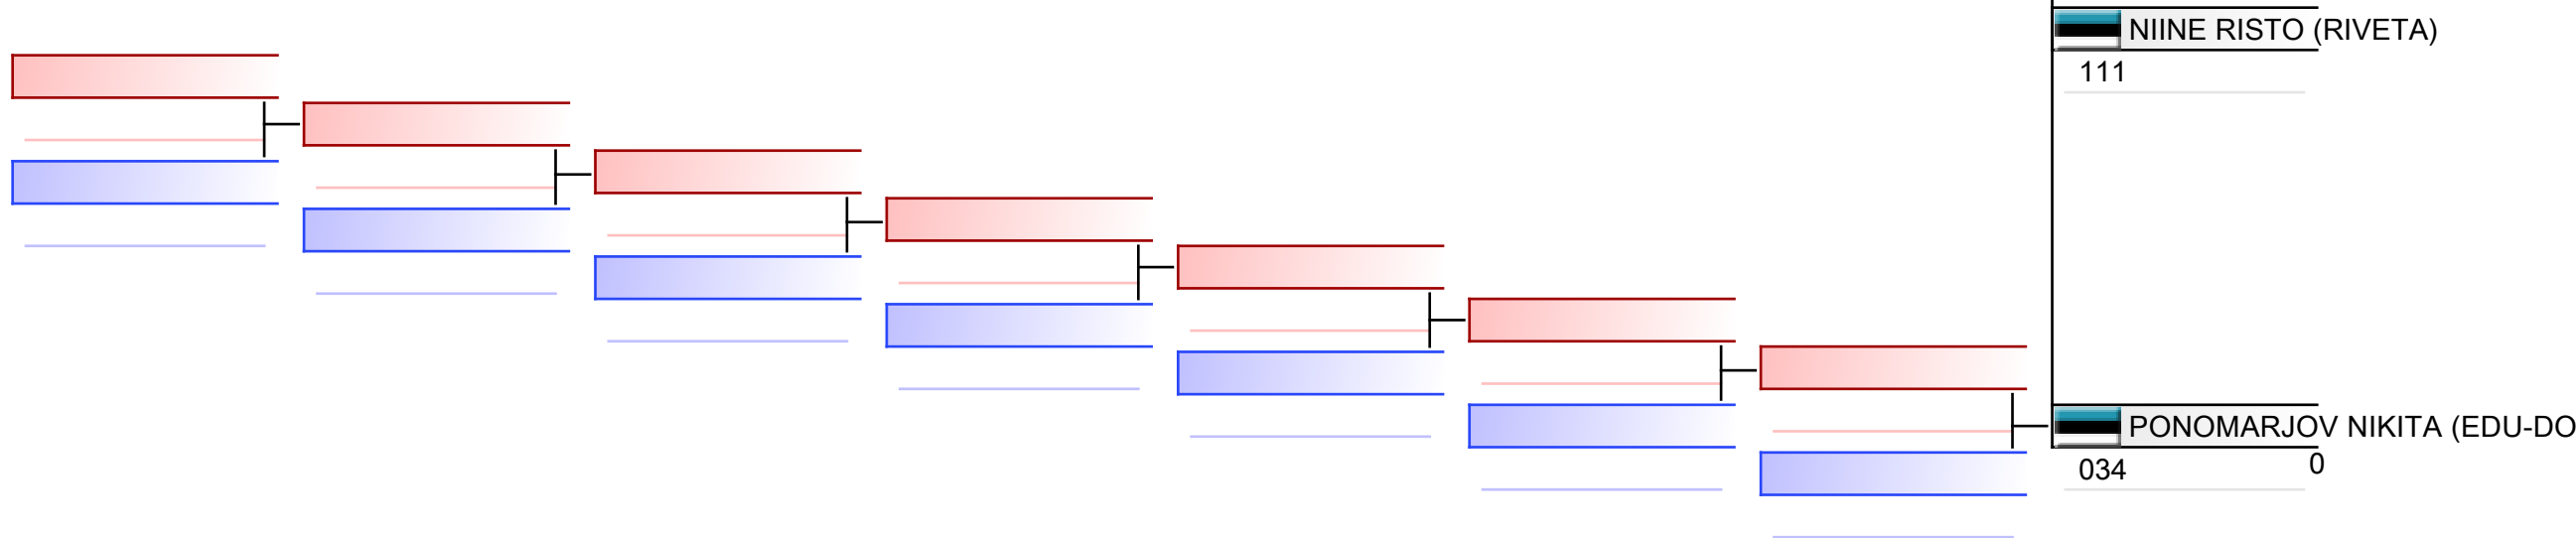 NIINE RISTO (RIVETA)
111
PONOMARJOV NIKITA (EDU-DO
034
0